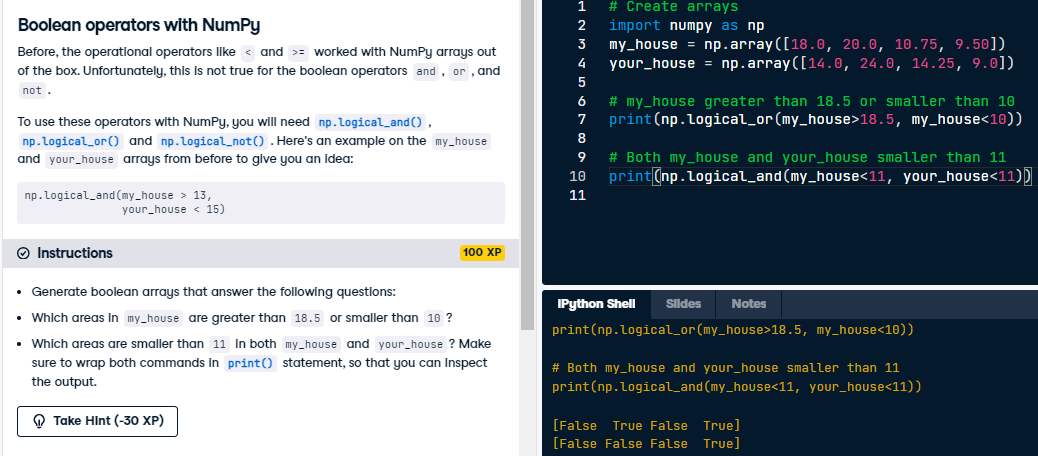 Boolean operators with NumPy
Before, the operational operators like < and >= worked with NumPy arrays out
of the box. Unfortunately, this is not true for the boolean operators and , or , and
not .
To use these operators with NumPy, you will need np.logical_and() ,
np.logical_or() and np.logical_not() . Here's an example on the my_house
and your_house arrays from before to give you an idea:
np.logical_and(my_house > 13,
your_house < 15)
Instructions
100 XP
Generate boolean arrays that answer the following questions:
Which areas in my_house are greater than 18.5 or smaller than 10 ?
Which areas are smaller than 11 in both my_house and your_house ? Make
sure to wrap both commands in print() statement, so that you can inspect
the output.
Take Hint (-30 XP)
1 # Create arrays
2 import numpy as np
3 my_house = np.array([18.0, 20.0, 10.75, 9.50])
4 your_house = np.array([14.0, 24.0, 14.25, 9.0])
5
6 # my_house greater than 18.5 or smaller than 10
7 print(np.logical_or(my_house>18.5, my_house<10))
8
9 # Both my_house and your_house smaller than 11
10 print(np.logical_and(my_house<11, your_house<11))
11
IPython Shell Slides Notes
print(np.logical_or(my_house>18.5, my_house<10))
# Both my_house and your_house smaller than 11
print(np.logical_and(my_house<11, your_house<11))
[False  True False  True]
[False False False  True]